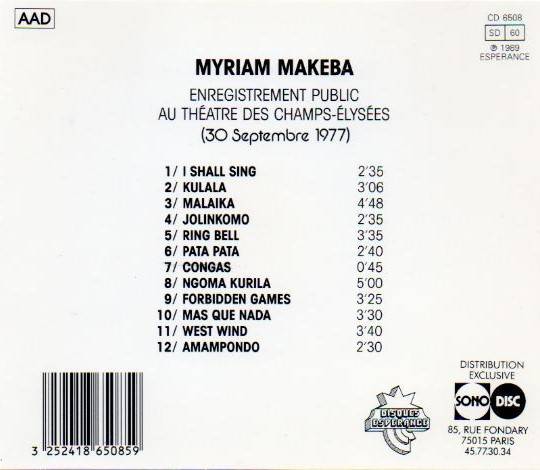 AAD
CD 6508
SD 60
℗ 1989
ESPERANCE
MYRIAM MAKEBA
ENREGISTREMENT PUBLIC
AU THÉATRE DES CHAMPS-ÉLYSÉES
(30 Septembre 1977)
1/ I SHALL SING 2'35
2/ KULALA 3'06
3/ MALAIKA 4'48
4/ JOLINKOMO 2'35
5/ RING BELL 3'35
6/ PATA PATA 2'40
7/ CONGAS 0'45
8/ NGOMA KURILA 5'00
9/ FORBIDDEN GAMES 3'25
10/ MAS QUE NADA 3'30
11/ WEST WIND 3'40
12/ AMAMPONDO 2'30
3 252418 650859
DISQUES
ESPERANCE
DISTRIBUTION
EXCLUSIVE
SONO DISC
85, RUE FONDARY
75015 PARIS
45.77.30.34